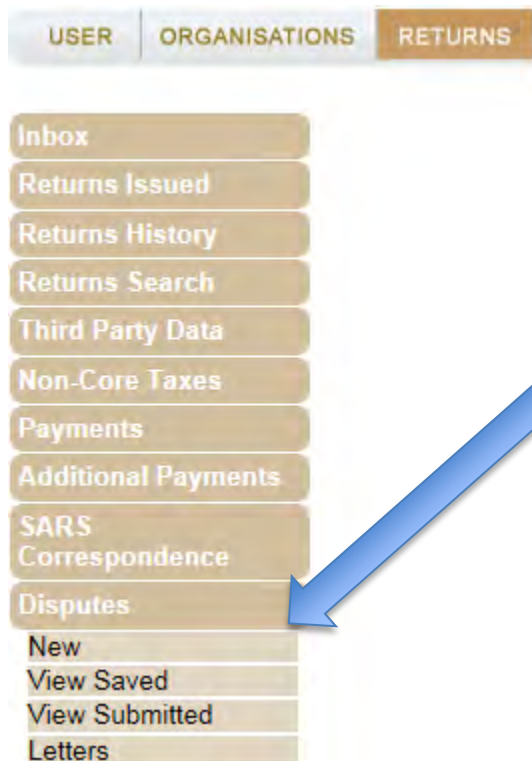 USER ORGANISATIONS RETURNS
Inbox
Returns Issued
Returns History
Returns Search
Third Party Data
Non-Core Taxes
Payments
Additional Payments
SARS
Correspondence
Disputes
New
View Saved
View Submitted
Letters